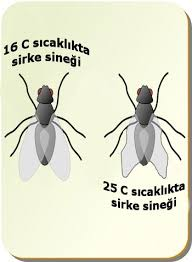 16 C sıcaklıkta
sirke sineği
25 C sıcaklıkta
sirke sineği